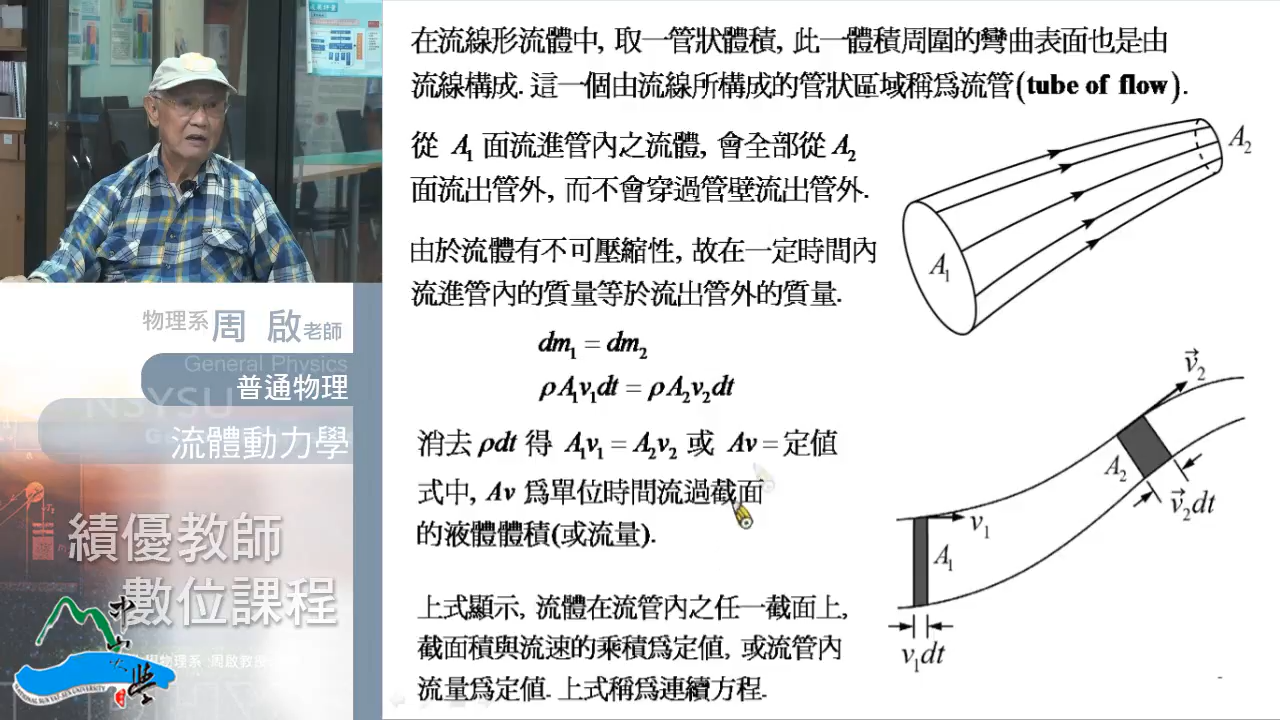 在流線形流體中, 取一管狀體積, 此一體積周圍的彎曲表面也是由
流線構成. 這一個由流線所構成的管狀區域稱爲流管(tube of flow).
從 A₁ 面流進管內之流體, 會全部從 A₂
面流出管外, 而不會穿過管壁流出管外.
由於流體有不可壓縮性, 故在一定時間內
流進管內的質量等於流出管外的質量.
dm₁ = dm₂
ρA₁v₁dt = ρA₂v₂dt
消去 ρdt 得 A₁v₁ = A₂v₂ 或 Av = 定値
式中, Av 爲單位時間流過截面
的液體體積(或流量).
上式顯示, 流體在流管內之任一截面上,
截面積與流速的乘積爲定値, 或流管內
流量爲定値. 上式稱爲連續方程.
A₁
A₂
v⃗₂
A₂
v⃗₂dt
v₁
A₁
v₁dt
物理系 周 啟 老師
General Physics
普通物理
NSYSU
流體動力學
績優教師
數位課程
中山大學